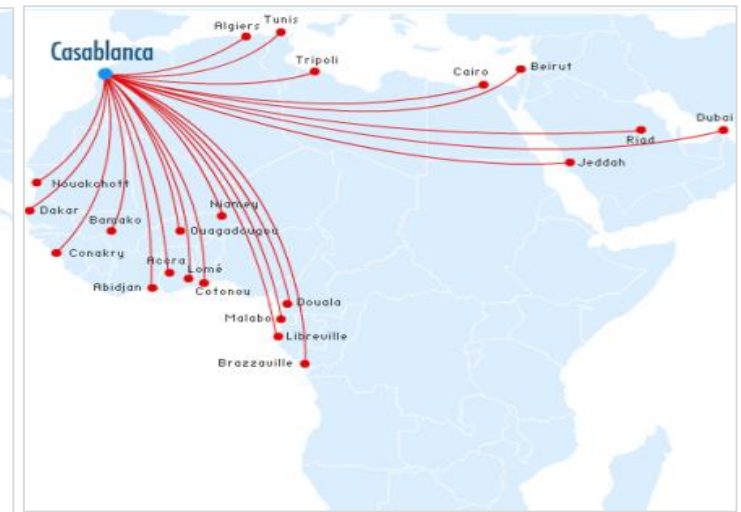 Algiers
Tunis
Casablanca
Tripoli
Cairo
Beirut
Dubai
Riad
Jeddah
Nouakchott
Dakar
Niamey
Bamako
Ouagadougou
Conakry
Accra
Lomé
Abidjan
Cotonou
Douala
Malabo
Libreville
Brazzaville